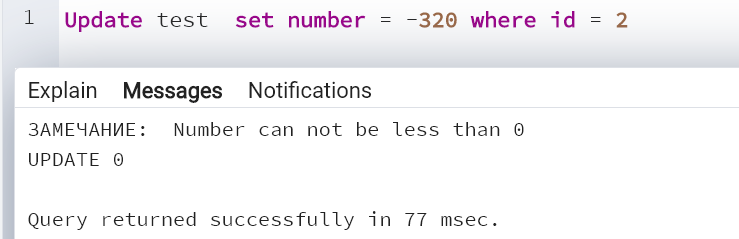 1 Update test set number = -320 where id = 2
Explain Messages Notifications
ЗАМЕЧАНИЕ: Number can not be less than 0
UPDATE 0
Query returned successfully in 77 msec.